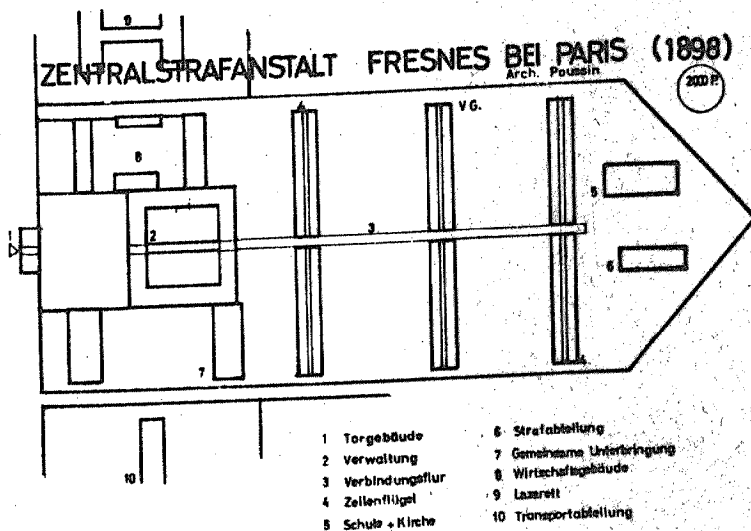 9
ZENTRALSTRAFANSTALT FRESNES BEI PARIS (1898)
Arch. Poussin
2000 P.
4
V G.
8
5
1
2
3
6
7
4
10
1 Torgebäude
2 Verwaltung
3 Verbindungsflur
4 Zellenflügel
5 Schule + Kirche
6 Strafabteilung
7 Gemeinsame Unterbringung
8 Wirtschaftsgebäude
9 Lazarett
10 Transportabteilung